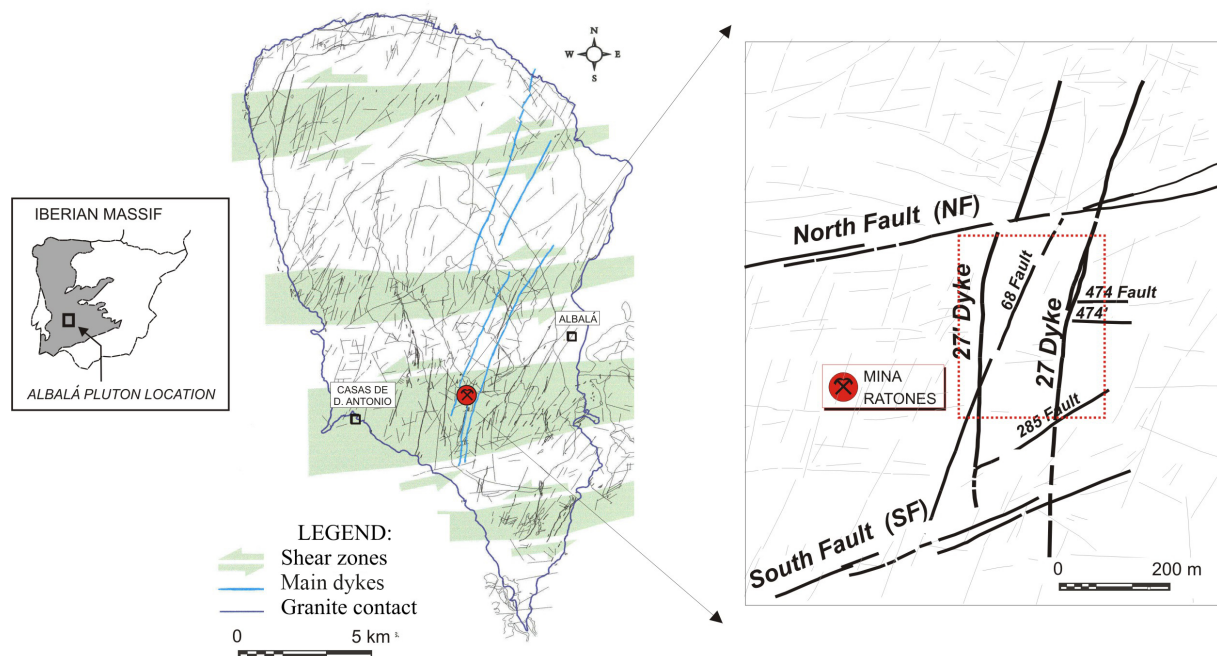 IBERIAN MASSIF
ALBALÁ PLUTON LOCATION
N
W
E
S
ALBALÁ
CASAS DE
D. ANTONIO
LEGEND:
Shear zones
Main dykes
Granite contact
0
5 km
North Fault (NF)
27' Dyke
68 Fault
27 Dyke
474 Fault
474'
MINA
RATONES
285 Fault
South Fault (SF)
0
200 m